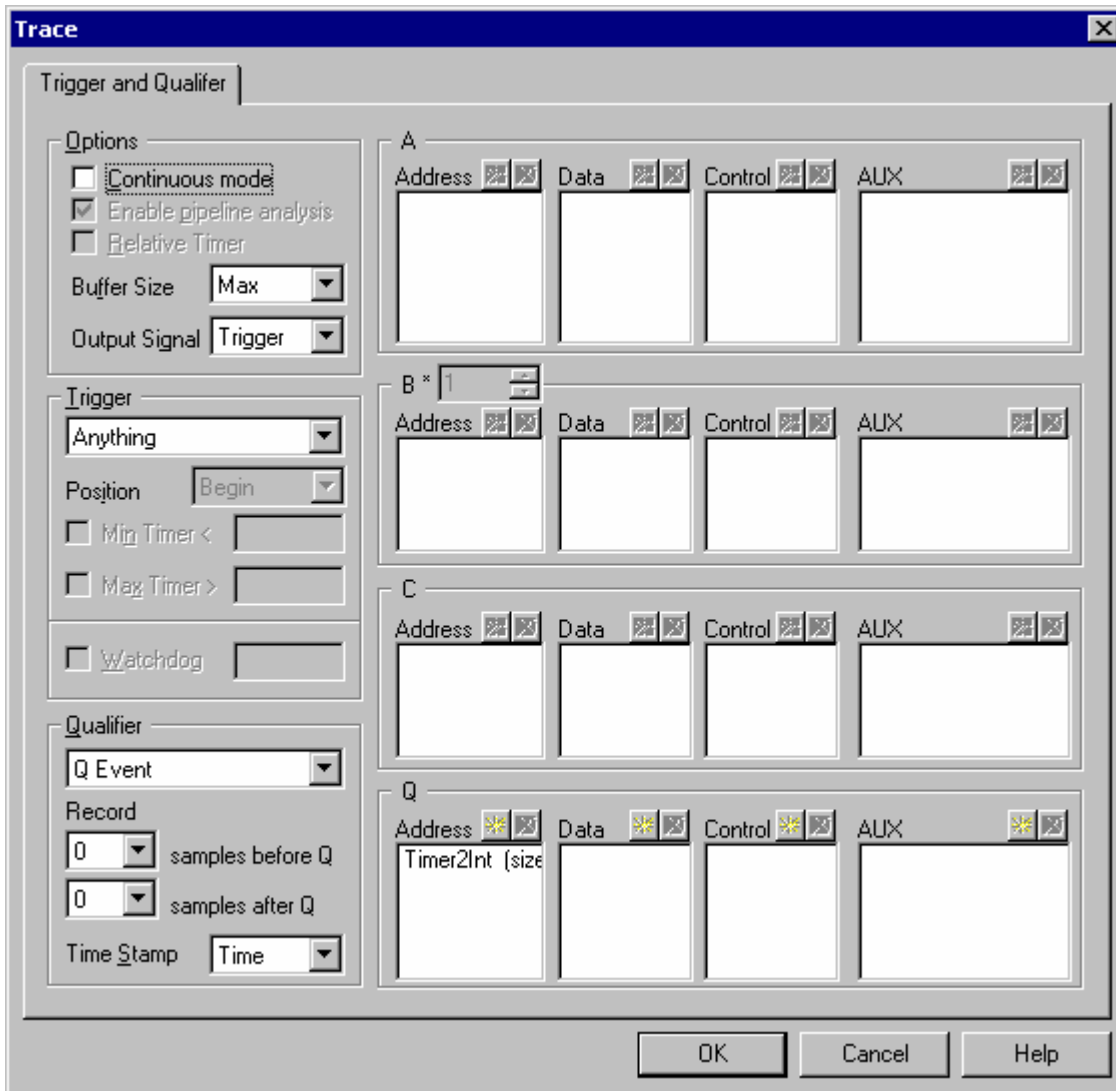 Trace
Trigger and Qualifer
Options
Continuous mode
Enable pipeline analysis
Relative Timer
Buffer Size Max
Output Signal Trigger
Trigger
Anything
Position Begin
Min Timer <
Max Timer >
Watchdog
Qualifier
Q Event
Record
0 samples before Q
0 samples after Q
Time Stamp Time
A
Address Data Control AUX
B * 1
Address Data Control AUX
C
Address Data Control AUX
Q
Address Data Control AUX
Timer2Int (size
OK Cancel Help